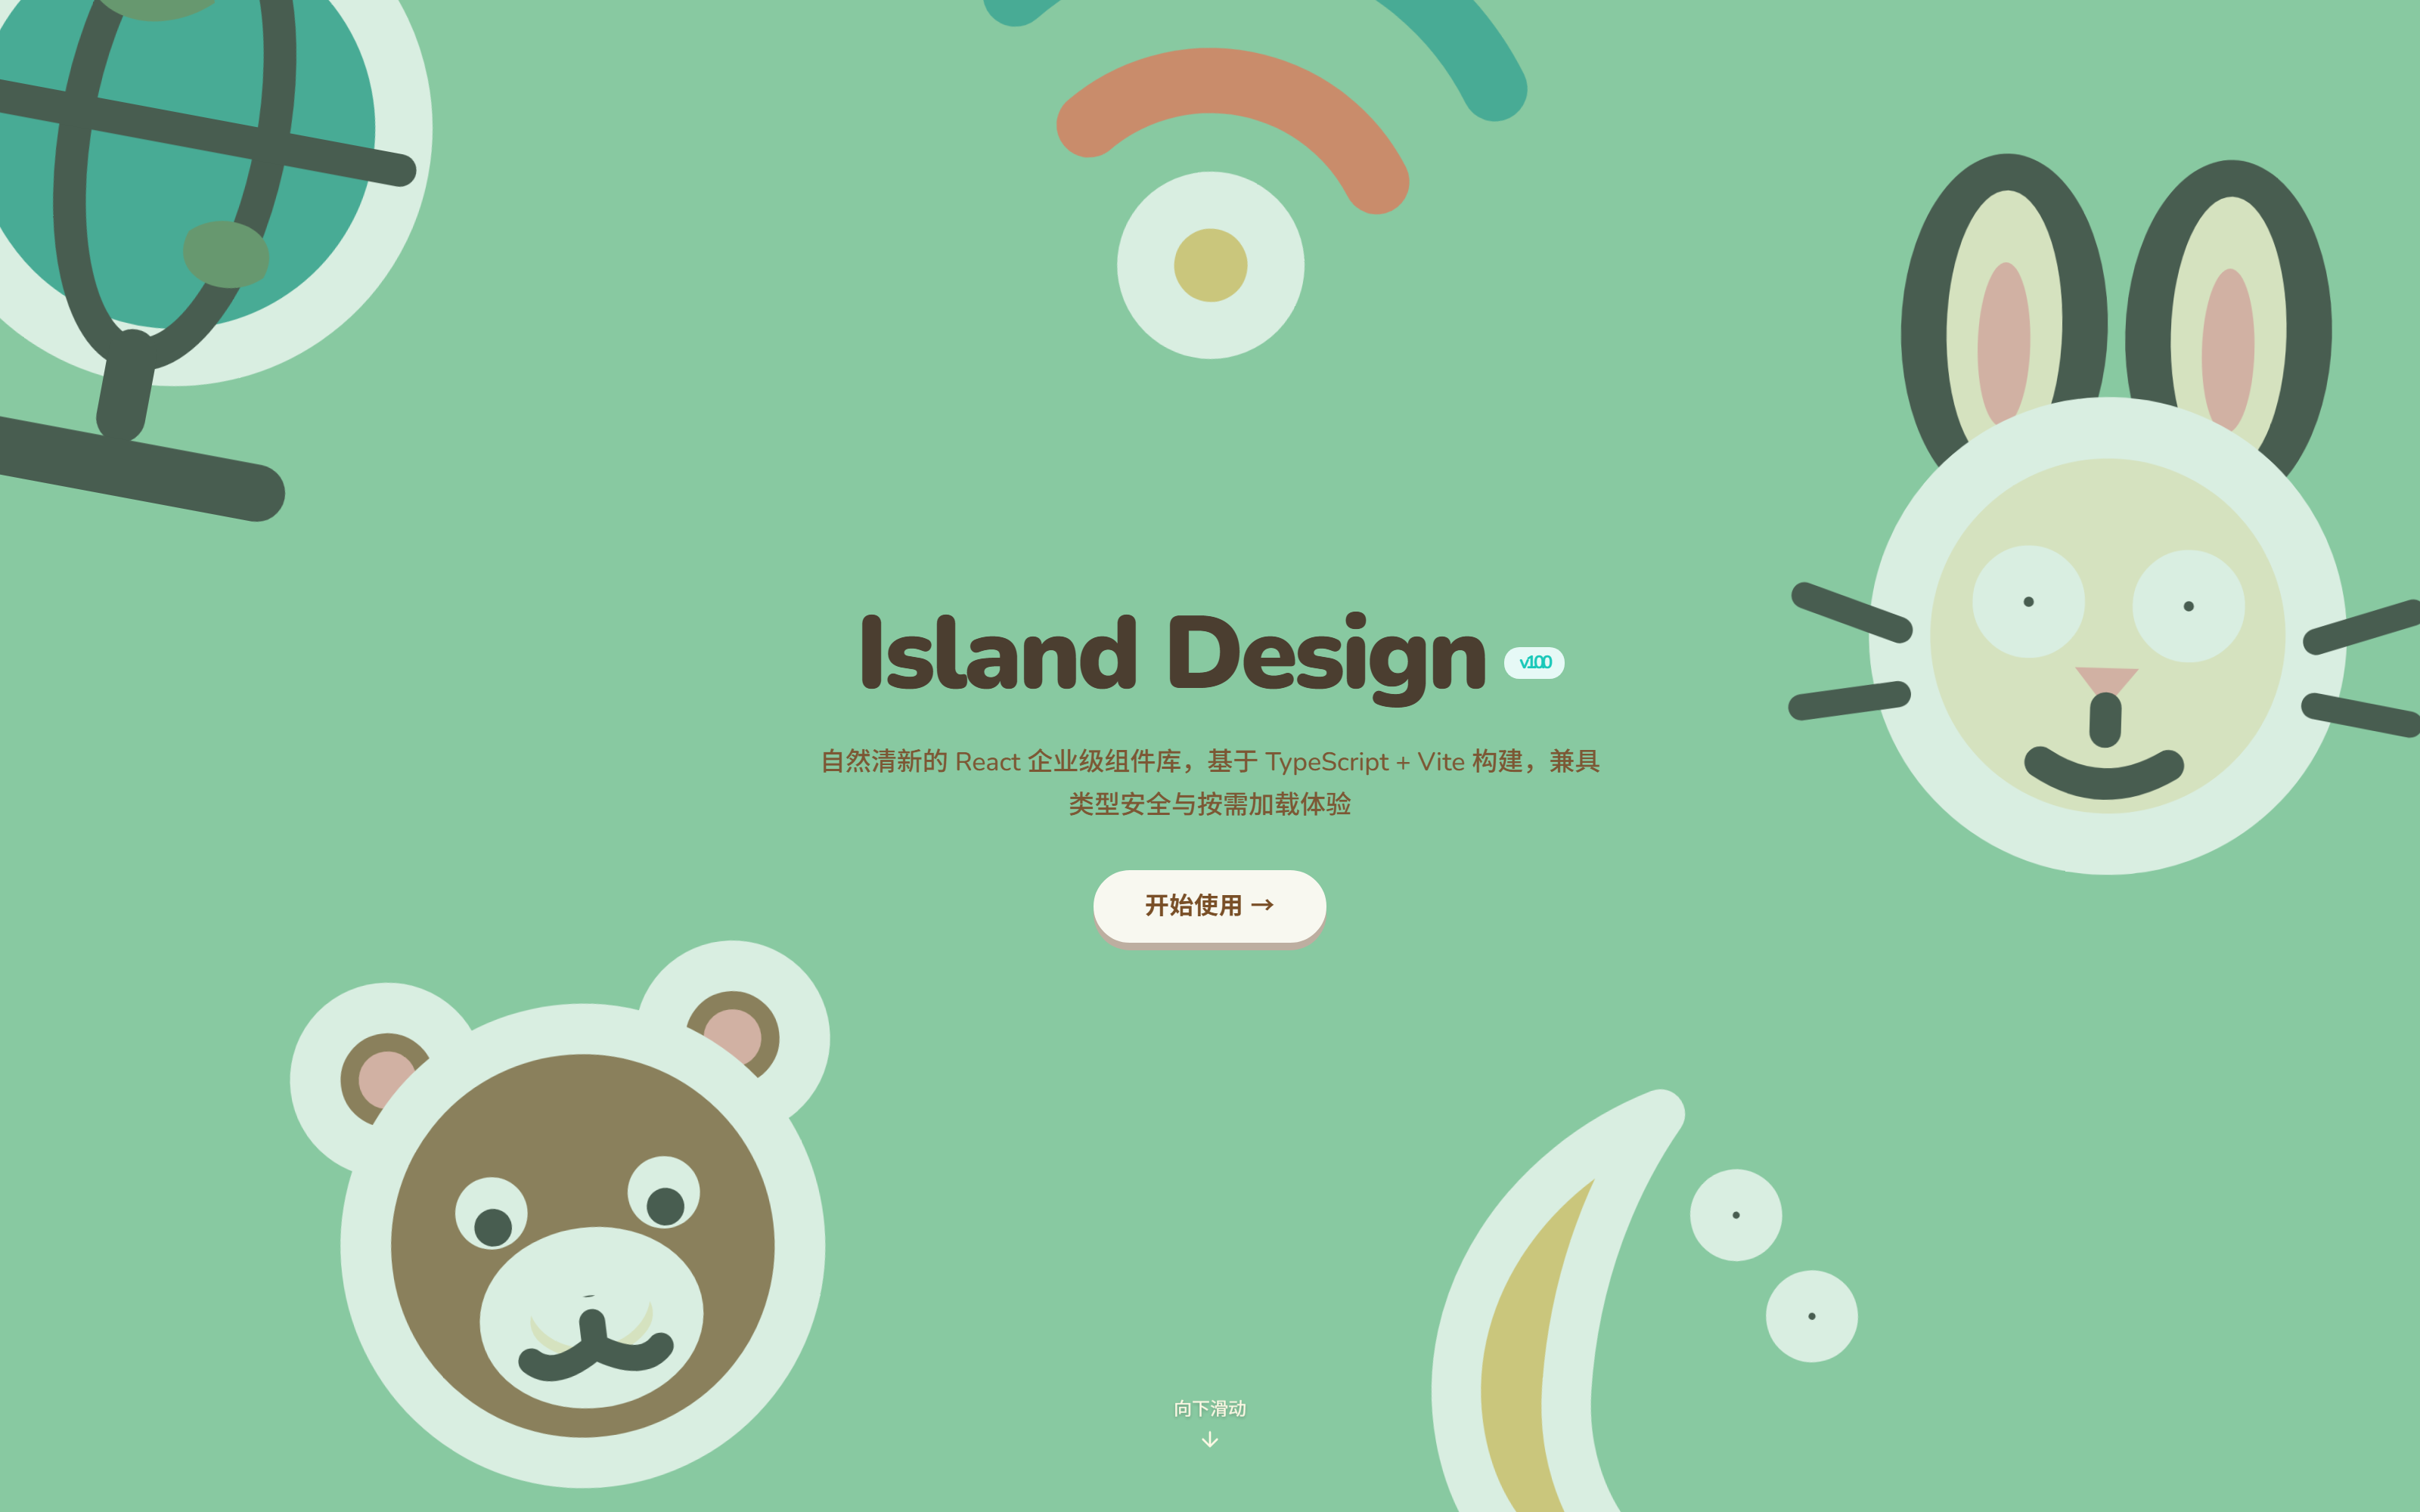 Island Design
v1.0.0
自然清新的 React 企业级组件库，基于 TypeScript + Vite 构建，兼具
类型安全与按需加载体验
开始使用 →
向下滑动
↓